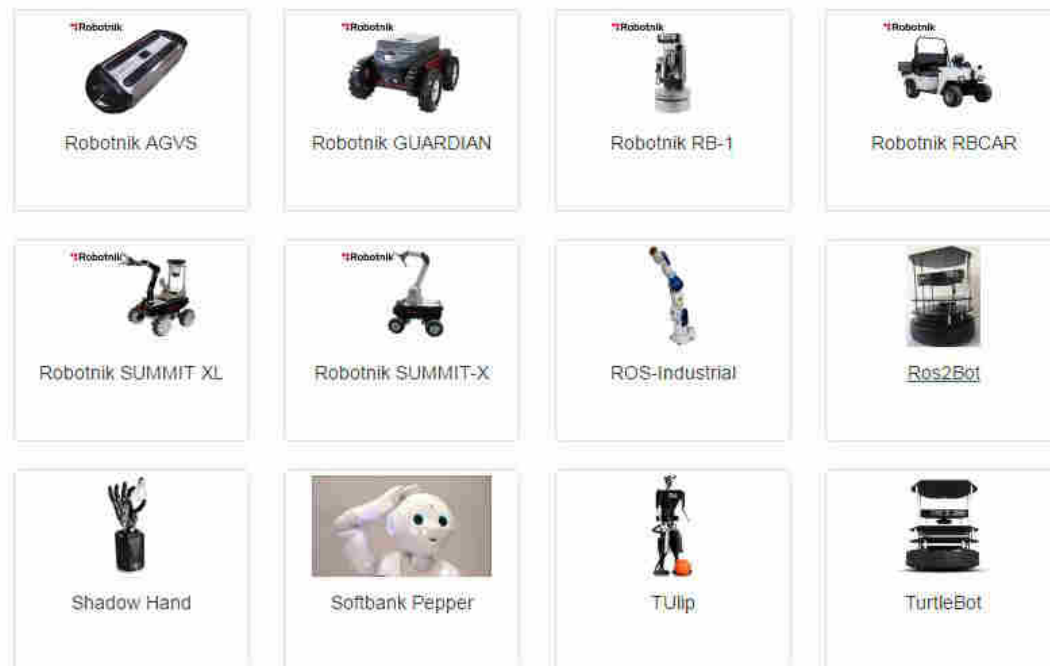 Robotnik
Robotnik
Robotnik
Robotnik
Robotnik AGVS
Robotnik GUARDIAN
Robotnik RB-1
Robotnik RBCAR
Robotnik
Robotnik
Robotnik SUMMIT XL
Robotnik SUMMIT-X
ROS-Industrial
Ros2Bot
Shadow Hand
Softbank Pepper
TUlip
TurtleBot